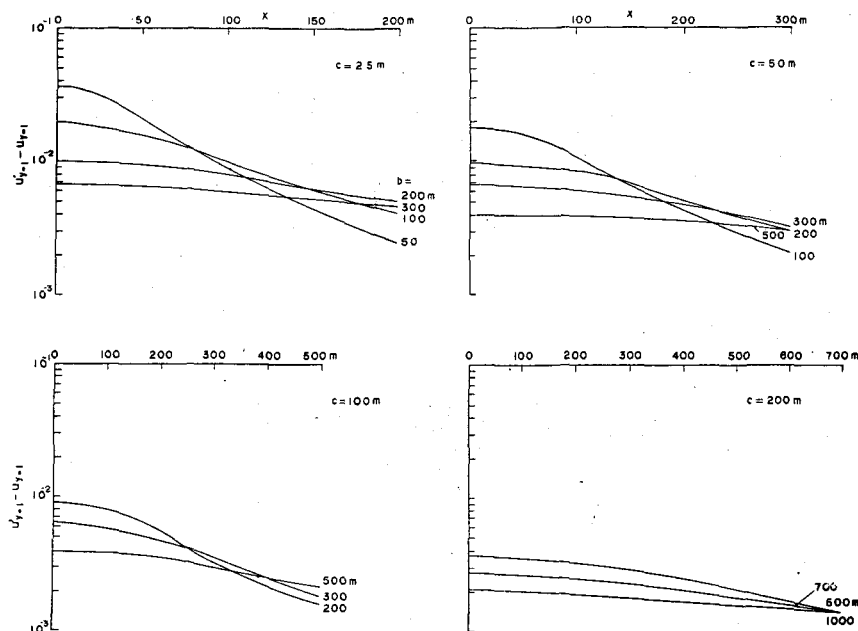 x
0 50 100 150 200 m
10⁻¹
c = 25 m
10⁻²
u'y=1 − uy=1
b =
200 m
300
100
50
10⁻³
x
0 100 200 300 m
c = 50 m
300 m
500 200
100
0 100 200 300 400 500 m
10⁻¹
c = 100 m
10⁻²
u'y=1 − uy=1
500 m
300
200
10⁻³
0 100 200 300 400 500 600 700 m
c = 200 m
700
600 m
1000